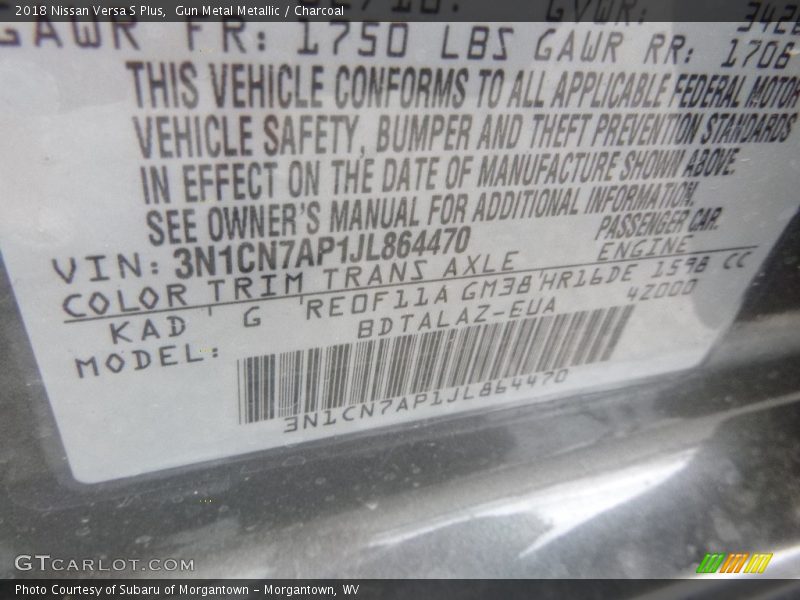 2018 Nissan Versa S Plus,  Gun Metal Metallic / Charcoal
GVWR: 342
GAWR FR: 1750 LBS GAWR RR: 1706
THIS VEHICLE CONFORMS TO ALL APPLICABLE FEDERAL MOTOR
VEHICLE SAFETY, BUMPER AND THEFT PREVENTION STANDARDS
IN EFFECT ON THE DATE OF MANUFACTURE SHOWN ABOVE.
SEE OWNER'S MANUAL FOR ADDITIONAL INFORMATION.
VIN: 3N1CN7AP1JL864470 PASSENGER CAR.
COLOR TRIM TRANS AXLE ENGINE
KAD G RE0F11A GM38 HR16DE 1598 CC
MODEL: BDTALAZ-EUA 4Z000
3N1CN7AP1JL864470
GTCARLOT.COM
Photo Courtesy of Subaru of Morgantown - Morgantown, WV